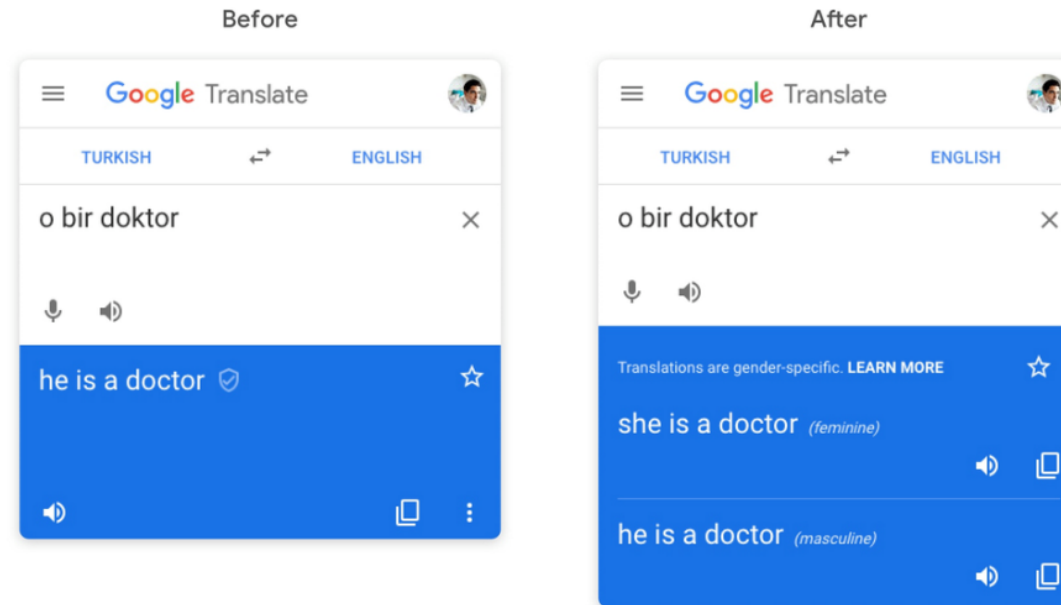 Before
Google Translate
TURKISH
ENGLISH
o bir doktor
he is a doctor
After
Google Translate
TURKISH
ENGLISH
o bir doktor
Translations are gender-specific. LEARN MORE
she is a doctor (feminine)
he is a doctor (masculine)